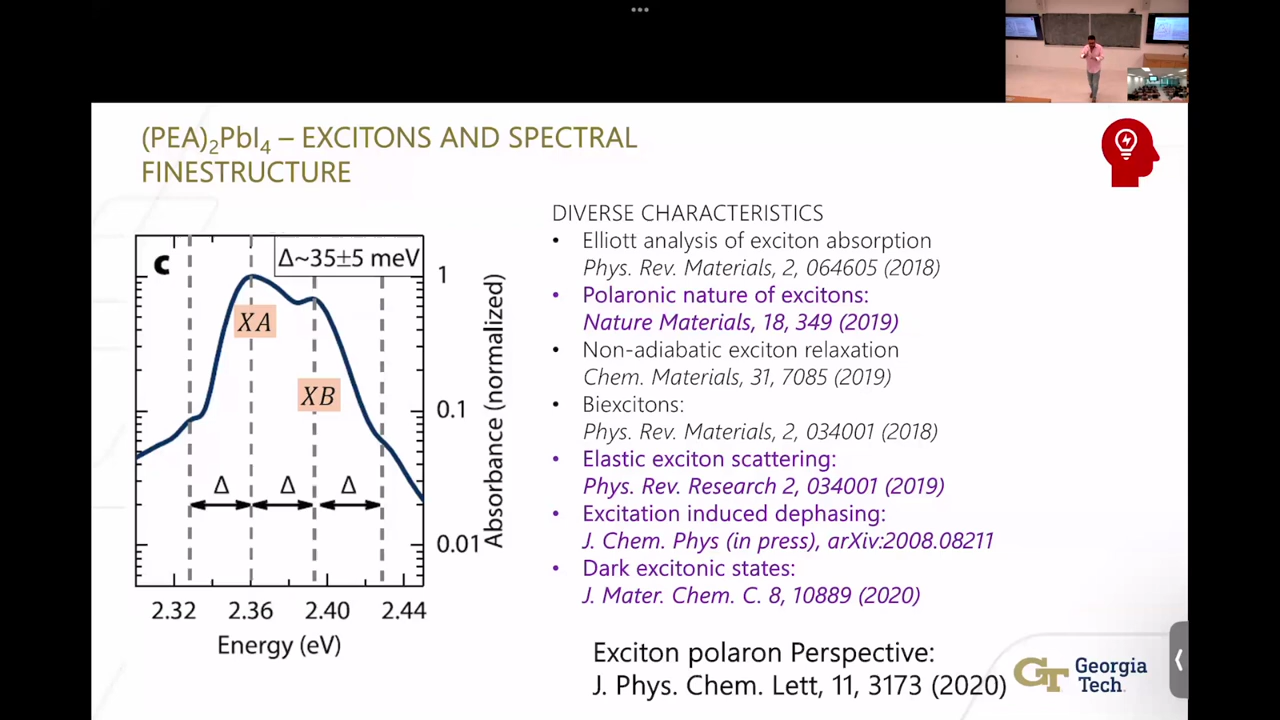 (PEA)₂PbI₄ – EXCITONS AND SPECTRAL
FINESTRUCTURE
c
Δ~35±5 meV
XA
XB
Δ Δ Δ
1
0.1
0.01
Absorbance (normalized)
2.32 2.36 2.40 2.44
Energy (eV)
DIVERSE CHARACTERISTICS
• Elliott analysis of exciton absorption
Phys. Rev. Materials, 2, 064605 (2018)
• Polaronic nature of excitons:
Nature Materials, 18, 349 (2019)
• Non-adiabatic exciton relaxation
Chem. Materials, 31, 7085 (2019)
• Biexcitons:
Phys. Rev. Materials, 2, 034001 (2018)
• Elastic exciton scattering:
Phys. Rev. Research 2, 034001 (2019)
• Excitation induced dephasing:
J. Chem. Phys (in press), arXiv:2008.08211
• Dark excitonic states:
J. Mater. Chem. C. 8, 10889 (2020)
Exciton polaron Perspective:
J. Phys. Chem. Lett, 11, 3173 (2020)
GT Georgia
Tech